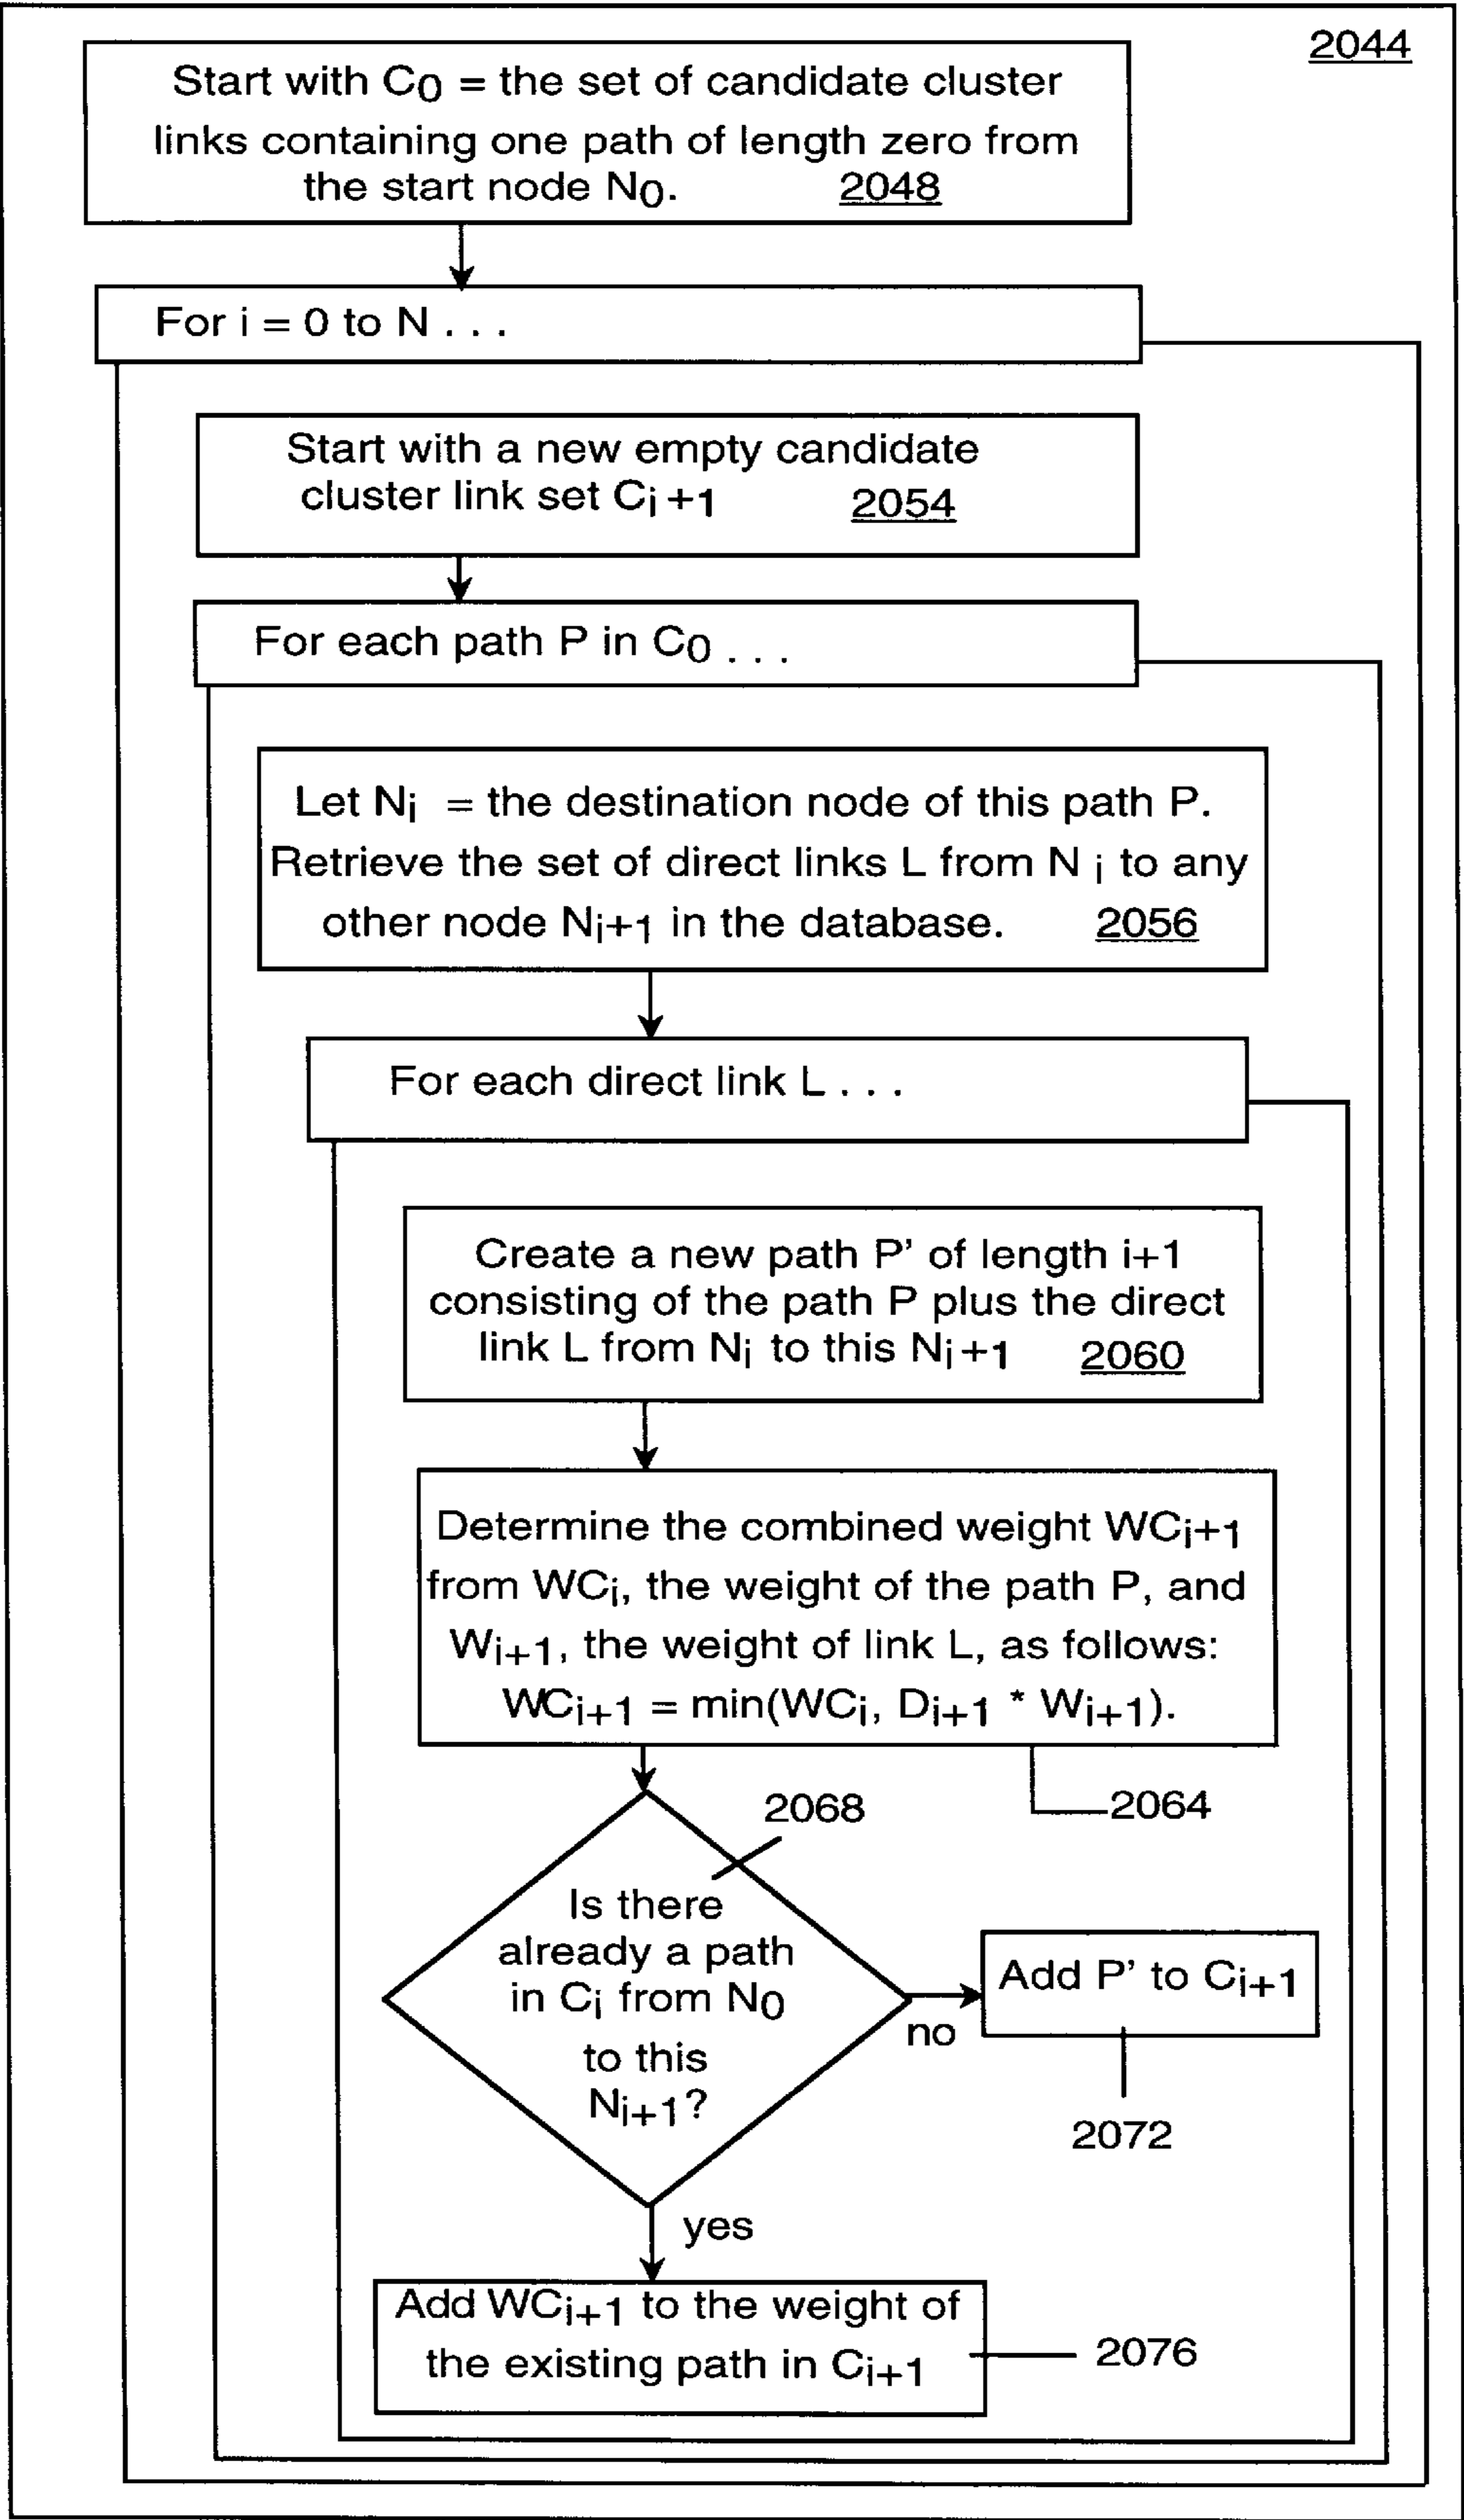 2044
Start with C0 = the set of candidate cluster
links containing one path of length zero from
the start node N0. 2048
For i = 0 to N . . .
Start with a new empty candidate
cluster link set Ci+1 2054
For each path P in C0 . . .
Let Ni = the destination node of this path P.
Retrieve the set of direct links L from N i to any
other node Ni+1 in the database. 2056
For each direct link L . . .
Create a new path P' of length i+1
consisting of the path P plus the direct
link L from Ni to this Ni+1 2060
Determine the combined weight WCi+1
from WCi, the weight of the path P, and
Wi+1, the weight of link L, as follows:
WCi+1 = min(WCi, Di+1 * Wi+1).
2064
2068
Is there
already a path
in Ci from N0
to this
Ni+1?
no
Add P' to Ci+1
2072
yes
Add WCi+1 to the weight of
the existing path in Ci+1
2076